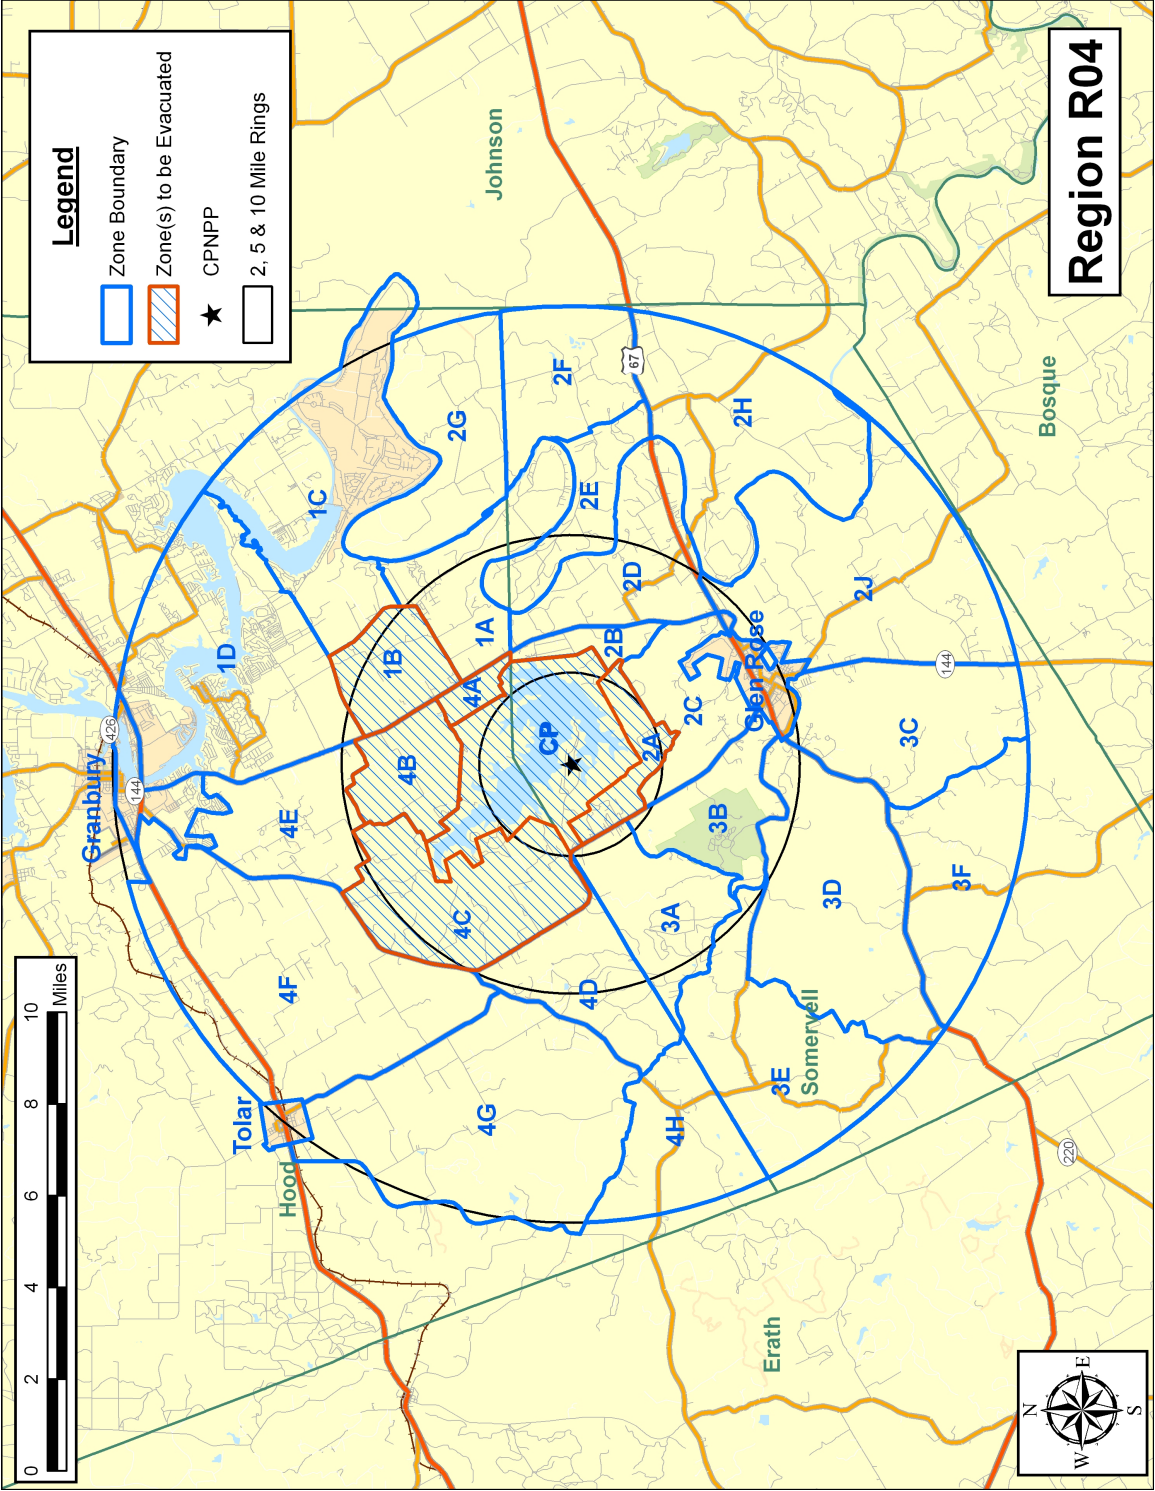 Legend
Zone Boundary
Zone(s) to be Evacuated
CPNPP
2, 5 & 10 Mile Rings
Region R04
0 2 4 6 8 10
Miles
N
W E
S
Granbury
Tolar
Glen Rose
Hood
Johnson
Somervell
Bosque
Erath
426
144
67
144
220
CP
1A
1B
1C
1D
2A
2B
2C
2D
2E
2F
2G
2H
2J
3A
3B
3C
3D
3E
3F
4A
4B
4C
4D
4E
4F
4G
4H